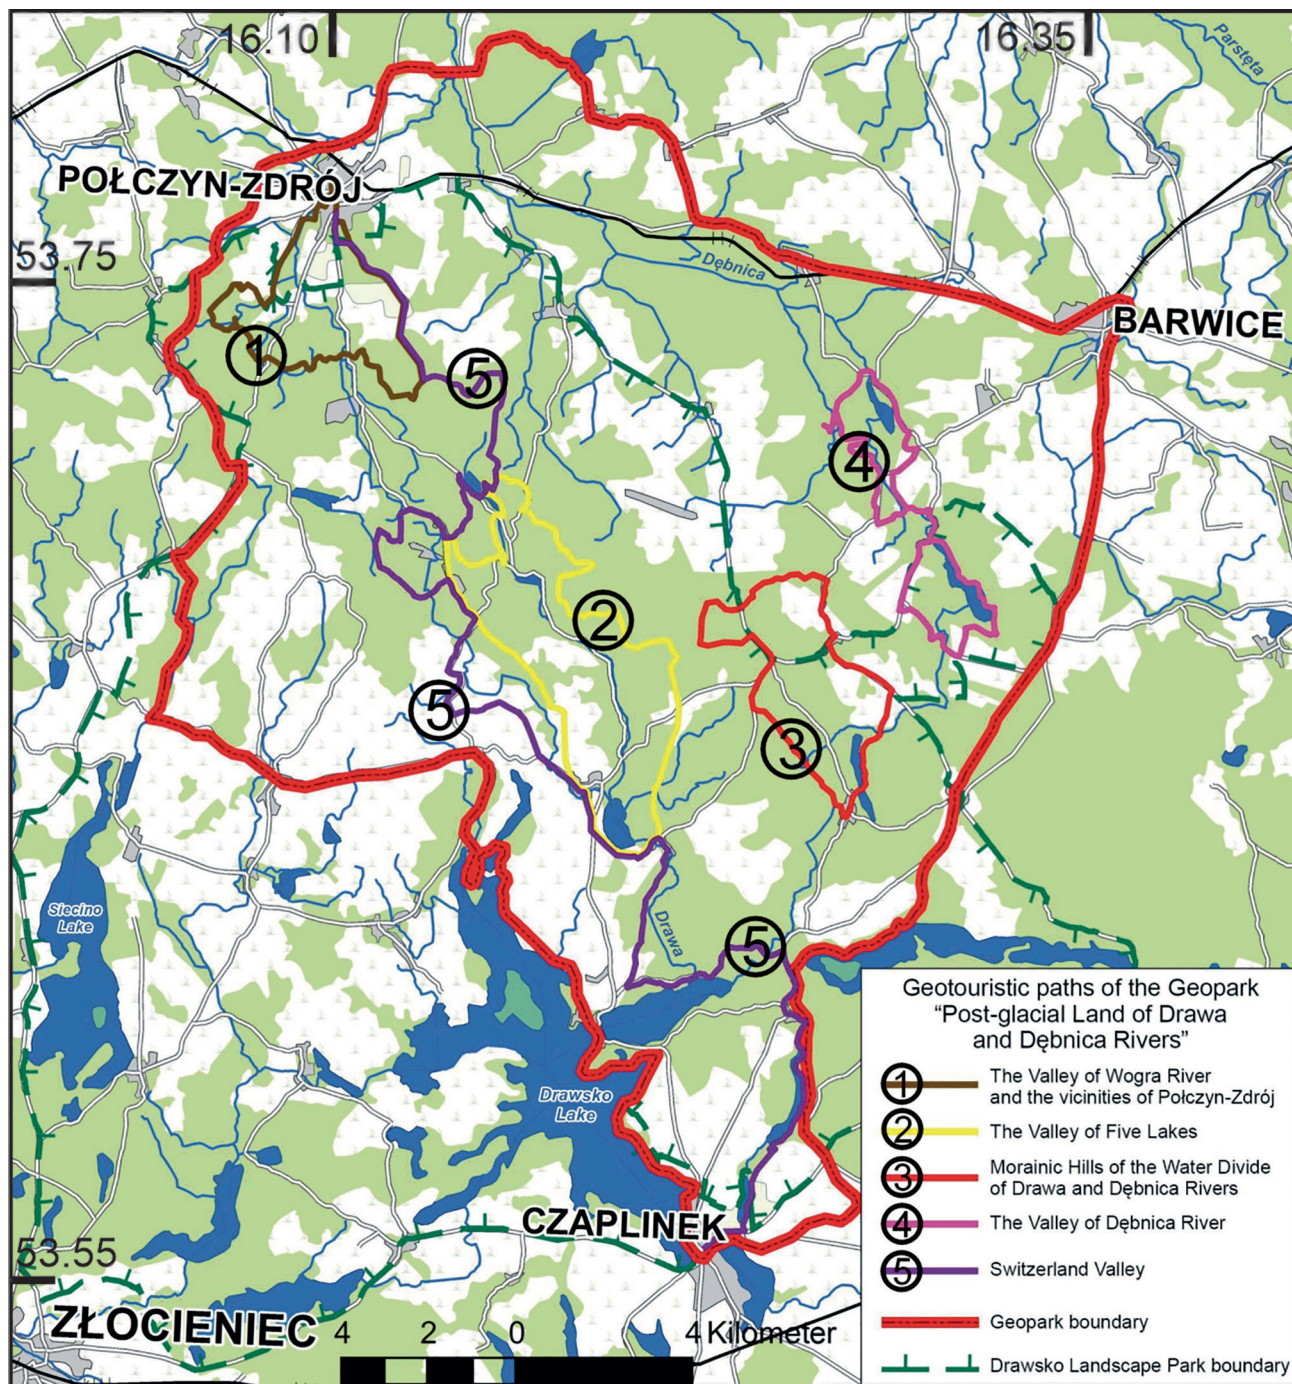 16.10
16.35
Parsęta
POŁCZYN-ZDRÓJ
53.75
Dębnica
BARWICE
1
5
4
2
5
3
Siecino
Lake
Drawa
5
Drawsko
Lake
CZAPLINEK
53.55
ZŁOCIENIEC
4 2 0 4 Kilometer
Geotouristic paths of the Geopark
“Post-glacial Land of Drawa
and Dębnica Rivers”
1 The Valley of Wogra River
and the vicinities of Połczyn-Zdrój
2 The Valley of Five Lakes
3 Morainic Hills of the Water Divide
of Drawa and Dębnica Rivers
4 The Valley of Dębnica River
5 Switzerland Valley
Geopark boundary
Drawsko Landscape Park boundary